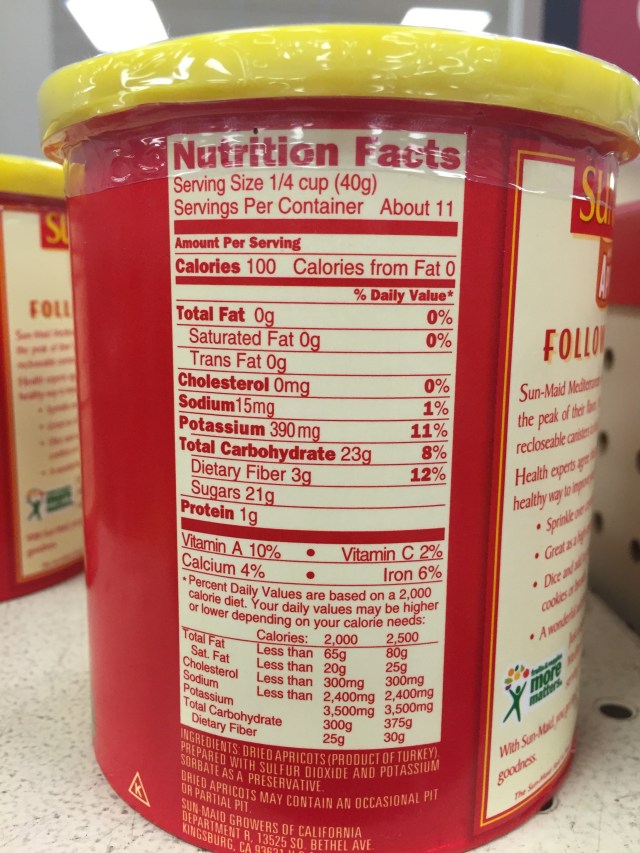 Nutrition Facts
Serving Size 1/4 cup (40g)
Servings Per Container About 11
Amount Per Serving
Calories 100 Calories from Fat 0
% Daily Value*
Total Fat 0g 0%
Saturated Fat 0g 0%
Trans Fat 0g
Cholesterol 0mg 0%
Sodium 15mg 1%
Potassium 390mg 11%
Total Carbohydrate 23g 8%
Dietary Fiber 3g 12%
Sugars 21g
Protein 1g
Vitamin A 10% • Vitamin C 2%
Calcium 4% • Iron 6%
*Percent Daily Values are based on a 2,000
calorie diet. Your daily values may be higher
or lower depending on your calorie needs:
Calories: 2,000 2,500
Total Fat Less than 65g 80g
Sat. Fat Less than 20g 25g
Cholesterol Less than 300mg 300mg
Sodium Less than 2,400mg 2,400mg
Potassium 3,500mg 3,500mg
Total Carbohydrate 300g 375g
Dietary Fiber 25g 30g
INGREDIENTS: DRIED APRICOTS (PRODUCT OF TURKEY),
PREPARED WITH SULFUR DIOXIDE AND POTASSIUM
SORBATE AS A PRESERVATIVE.
DRIED APRICOTS MAY CONTAIN AN OCCASIONAL PIT
OR PARTIAL PIT.
SUN-MAID GROWERS OF CALIFORNIA
DEPARTMENT R, 13525 SO. BETHEL AVE.
KINGSBURG, CA
K
Su
A
FOLLO
Sun-Maid
the peak of their
recloseable
Health experts
healthy way to
• Sprinkle
• Great as a
• Dice and
cookies
• A
more
matters.
With Sun-Maid,
goodness.
SU
FOLL